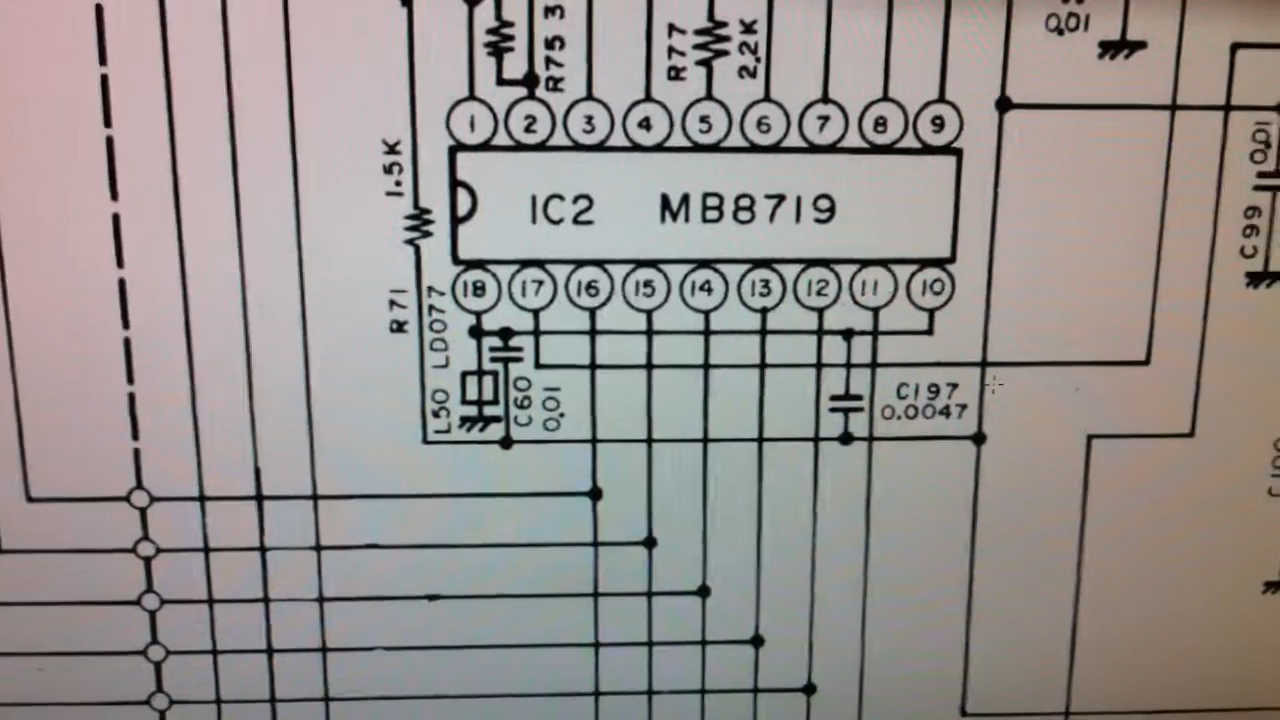 R75 3
R77
2.2K
0.01
1 2 3 4 5 6 7 8 9
1.5K
IC2 MB8719
R71
18 17 16 15 14 13 12 11 10
L50 LD077
C60
0.01
C197
0.0047
C99
0.01